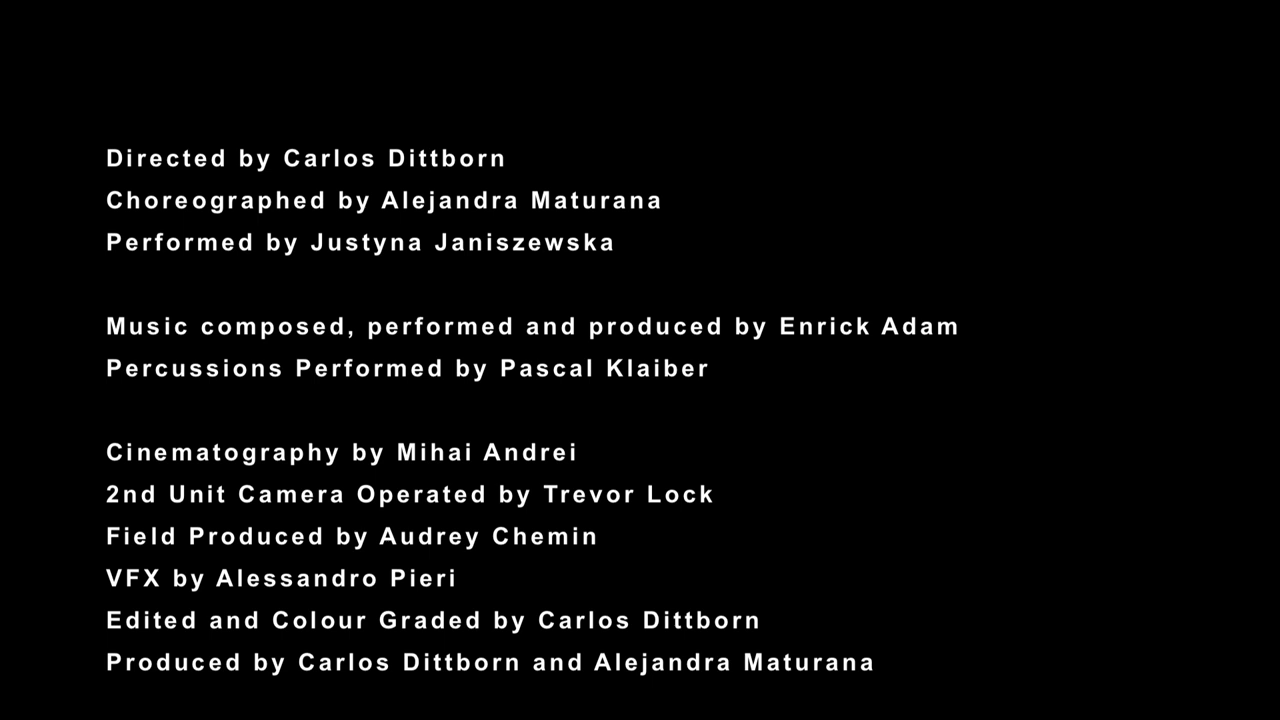 Directed by Carlos Dittborn
Choreographed by Alejandra Maturana
Performed by Justyna Janiszewska
Music composed, performed and produced by Enrick Adam
Percussions Performed by Pascal Klaiber
Cinematography by Mihai Andrei
2nd Unit Camera Operated by Trevor Lock
Field Produced by Audrey Chemin
VFX by Alessandro Pieri
Edited and Colour Graded by Carlos Dittborn
Produced by Carlos Dittborn and Alejandra Maturana